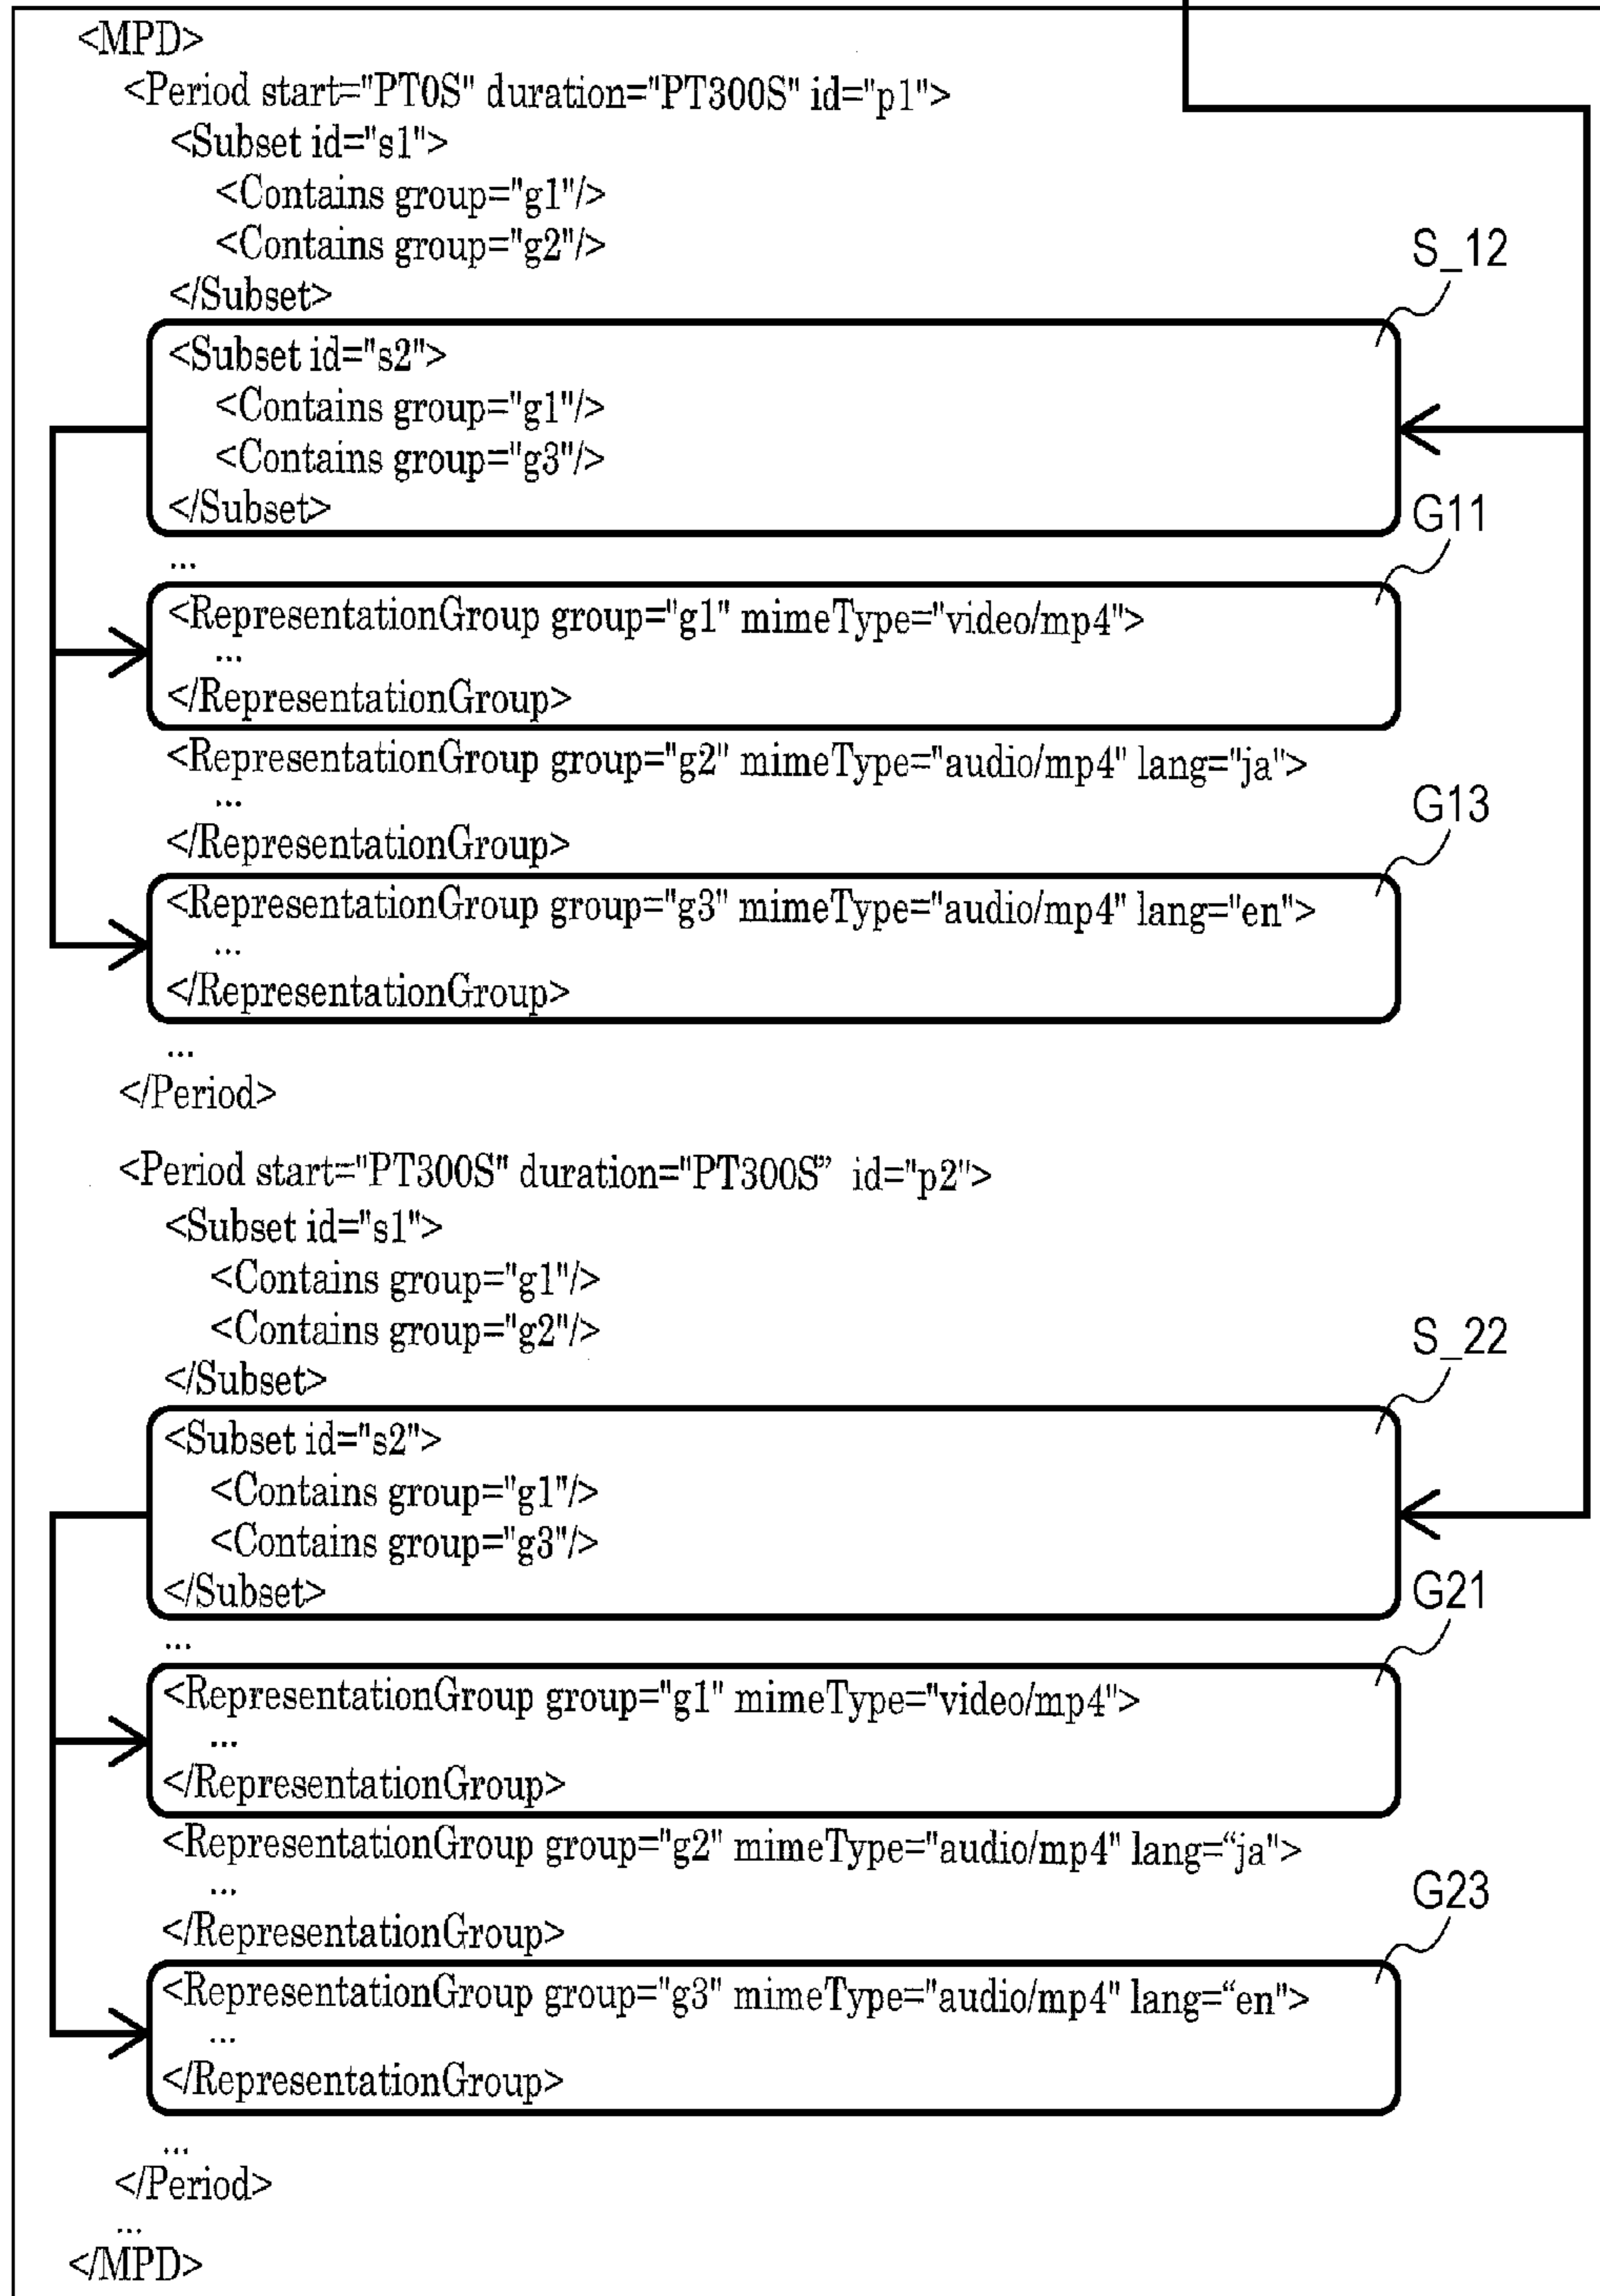 <MPD>
<Period start="PT0S" duration="PT300S" id="p1">
<Subset id="s1">
<Contains group="g1"/>
<Contains group="g2"/>
</Subset>
S_12
<Subset id="s2">
<Contains group="g1"/>
<Contains group="g3"/>
</Subset>
G11
...
<RepresentationGroup group="g1" mimeType="video/mp4">
...
</RepresentationGroup>
<RepresentationGroup group="g2" mimeType="audio/mp4" lang="ja">
...
</RepresentationGroup>
G13
<RepresentationGroup group="g3" mimeType="audio/mp4" lang="en">
...
</RepresentationGroup>
...
</Period>
<Period start="PT300S" duration="PT300S” id="p2">
<Subset id="s1">
<Contains group="g1"/>
<Contains group="g2"/>
</Subset>
S_22
<Subset id="s2">
<Contains group="g1"/>
<Contains group="g3"/>
</Subset>
G21
...
<RepresentationGroup group="g1" mimeType="video/mp4">
...
</RepresentationGroup>
<RepresentationGroup group="g2" mimeType="audio/mp4" lang=“ja">
...
</RepresentationGroup>
G23
<RepresentationGroup group="g3" mimeType="audio/mp4" lang=“en">
...
</RepresentationGroup>
...
</Period>
...
</MPD>